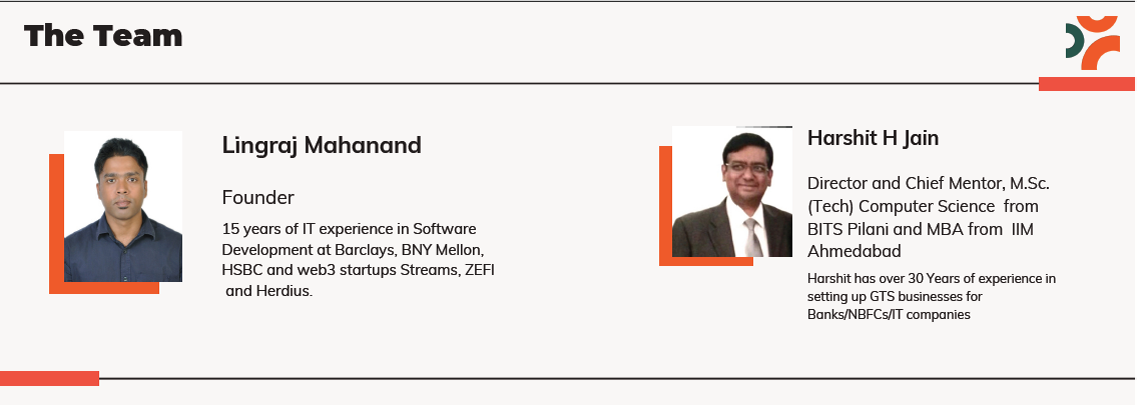 The Team
Lingraj Mahanand
Founder
15 years of IT experience in Software
Development at Barclays, BNY Mellon,
HSBC and web3 startups Streams, ZEFI
and Herdius.
Harshit H Jain
Director and Chief Mentor, M.Sc.
(Tech) Computer Science from
BITS Pilani and MBA from IIM
Ahmedabad
Harshit has over 30 Years of experience in
setting up GTS businesses for
Banks/NBFCs/IT companies